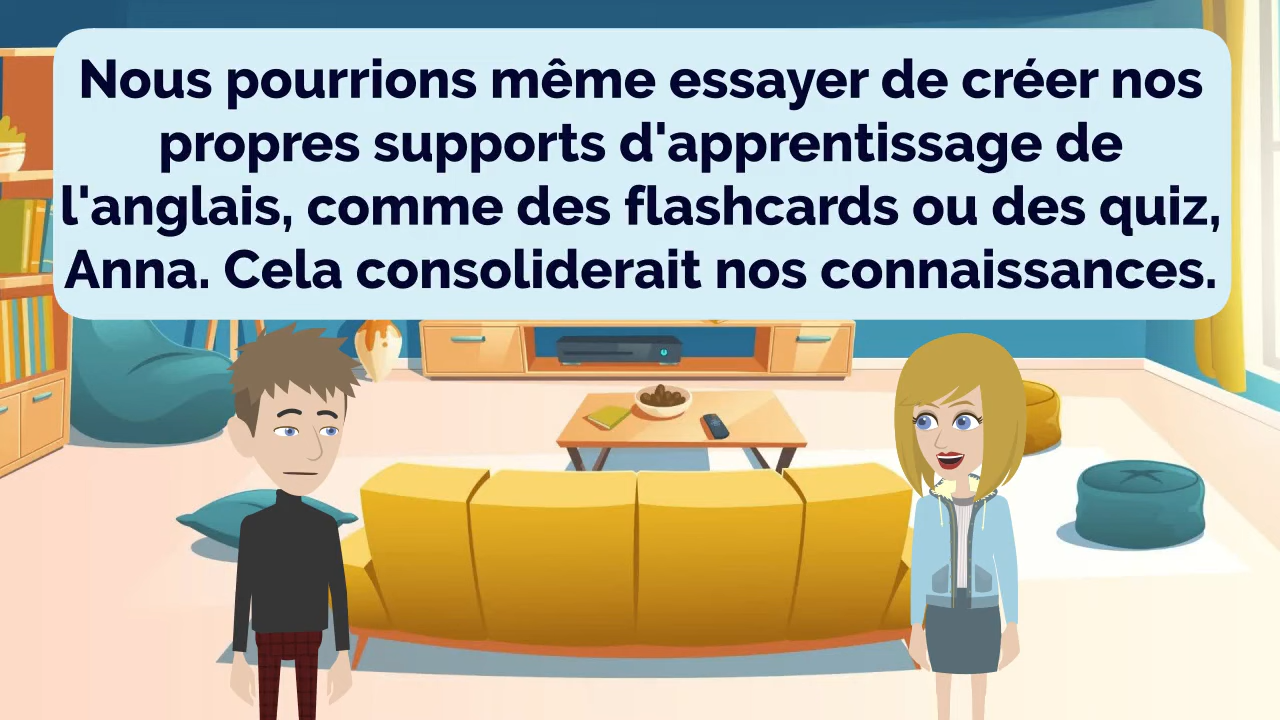 Nous pourrions même essayer de créer nos
propres supports d'apprentissage de
l'anglais, comme des flashcards ou des quiz,
Anna. Cela consoliderait nos connaissances.